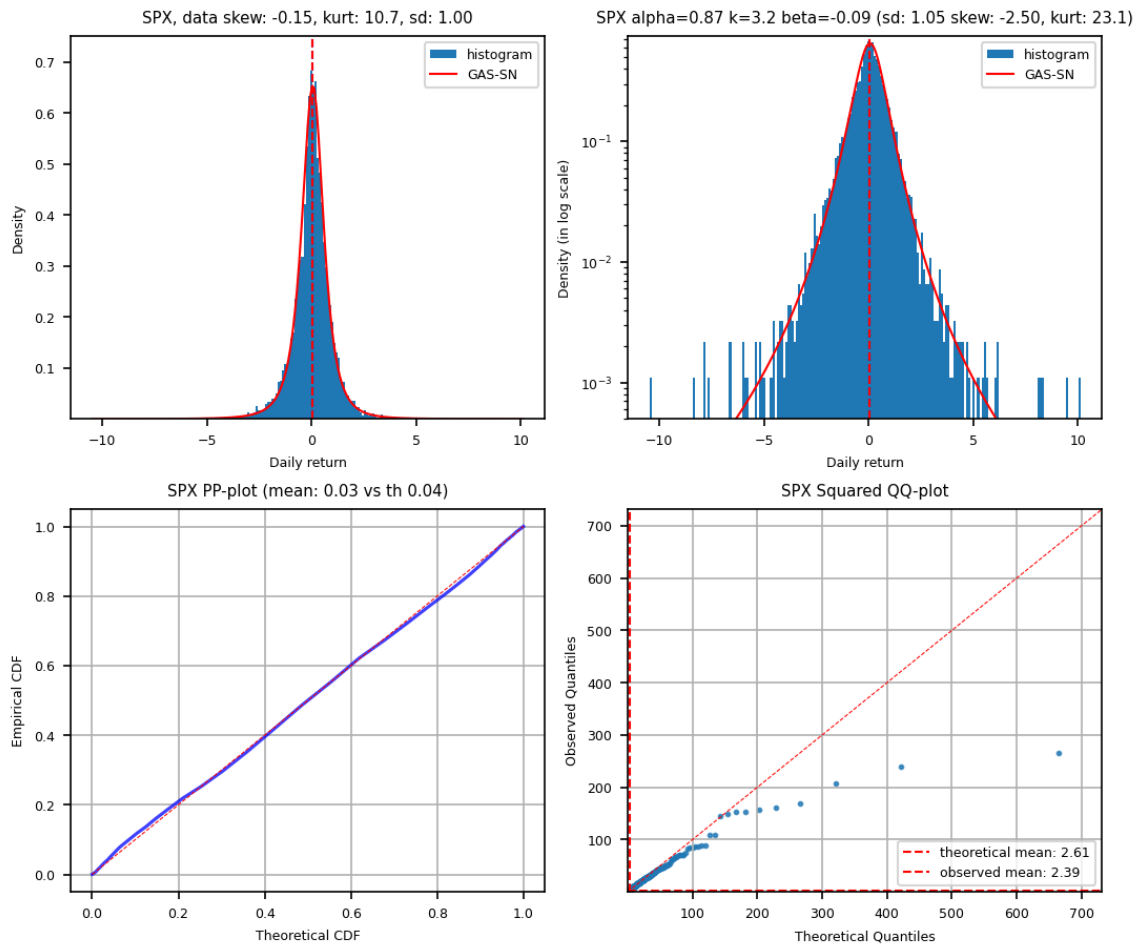 SPX, data skew: -0.15, kurt: 10.7, sd: 1.00
histogram
GAS-SN
0.7
0.6
0.5
0.4
0.3
0.2
0.1
Density
−10
−5
0
5
10
Daily return
SPX alpha=0.87 k=3.2 beta=-0.09 (sd: 1.05 skew: -2.50, kurt: 23.1)
histogram
GAS-SN
10⁻¹
10⁻²
10⁻³
Density (in log scale)
−10
−5
0
5
10
Daily return
SPX PP-plot (mean: 0.03 vs th 0.04)
1.0
0.8
0.6
0.4
0.2
0.0
Empirical CDF
0.0
0.2
0.4
0.6
0.8
1.0
Theoretical CDF
SPX Squared QQ-plot
700
600
500
400
300
200
100
Observed Quantiles
theoretical mean: 2.61
observed mean: 2.39
100
200
300
400
500
600
700
Theoretical Quantiles